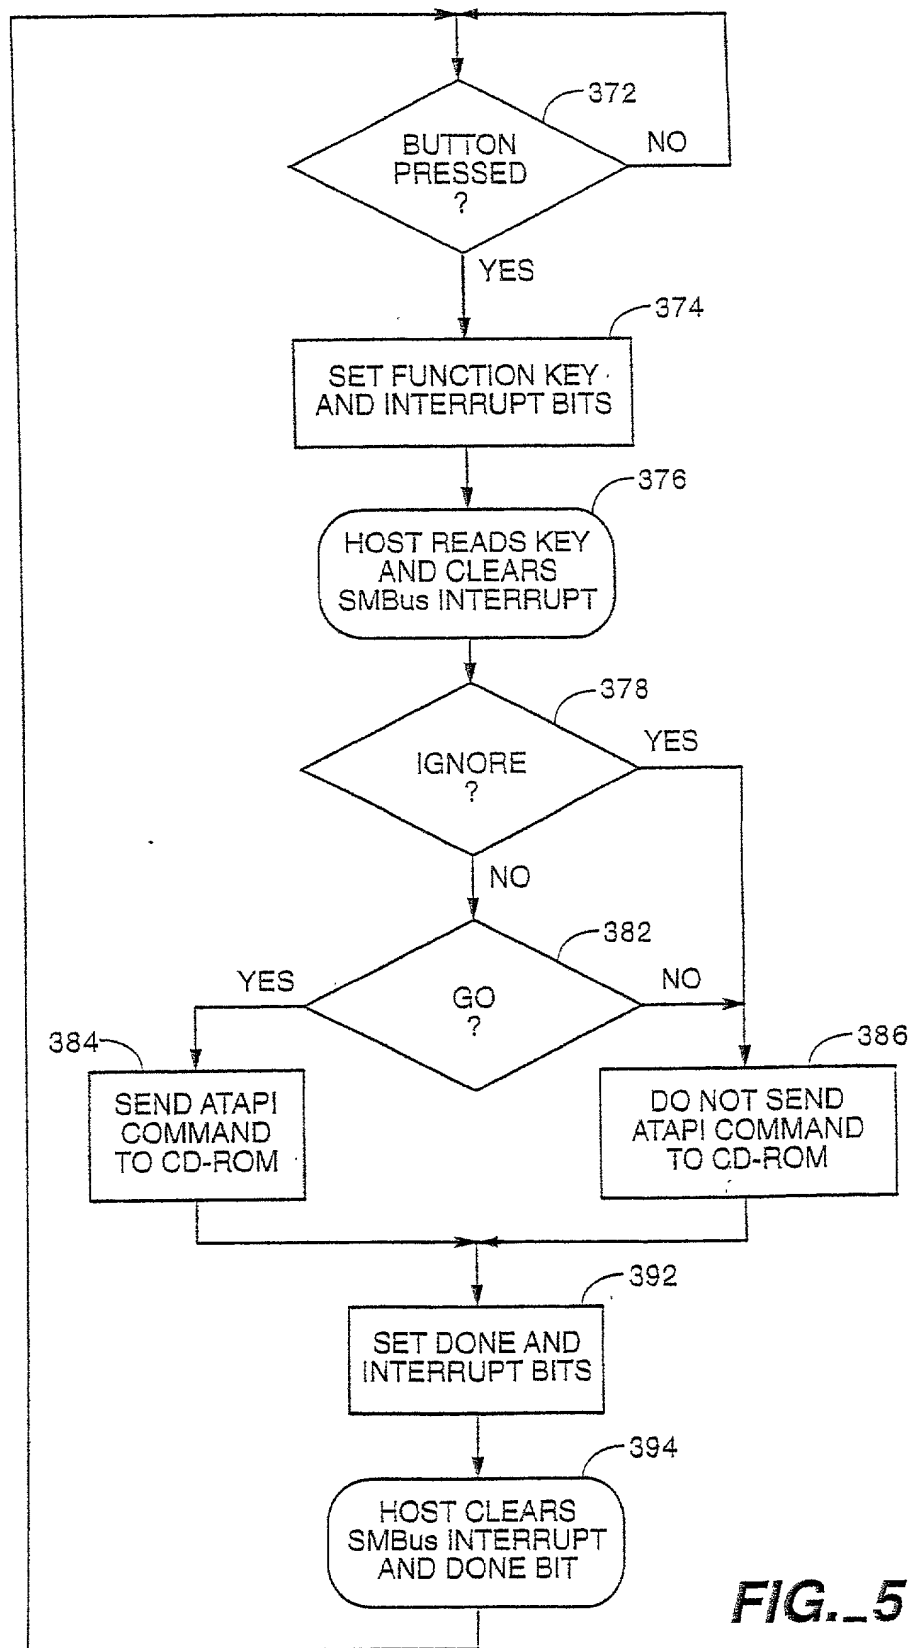 372
BUTTON
PRESSED
?
NO
YES
374
SET FUNCTION KEY
AND INTERRUPT BITS
376
HOST READS KEY
AND CLEARS
SMBus INTERRUPT
378
IGNORE
?
YES
NO
382
GO
?
YES
NO
384
SEND ATAPI
COMMAND
TO CD-ROM
386
DO NOT SEND
ATAPI COMMAND
TO CD-ROM
392
SET DONE AND
INTERRUPT BITS
394
HOST CLEARS
SMBus INTERRUPT
AND DONE BIT
FIG._5